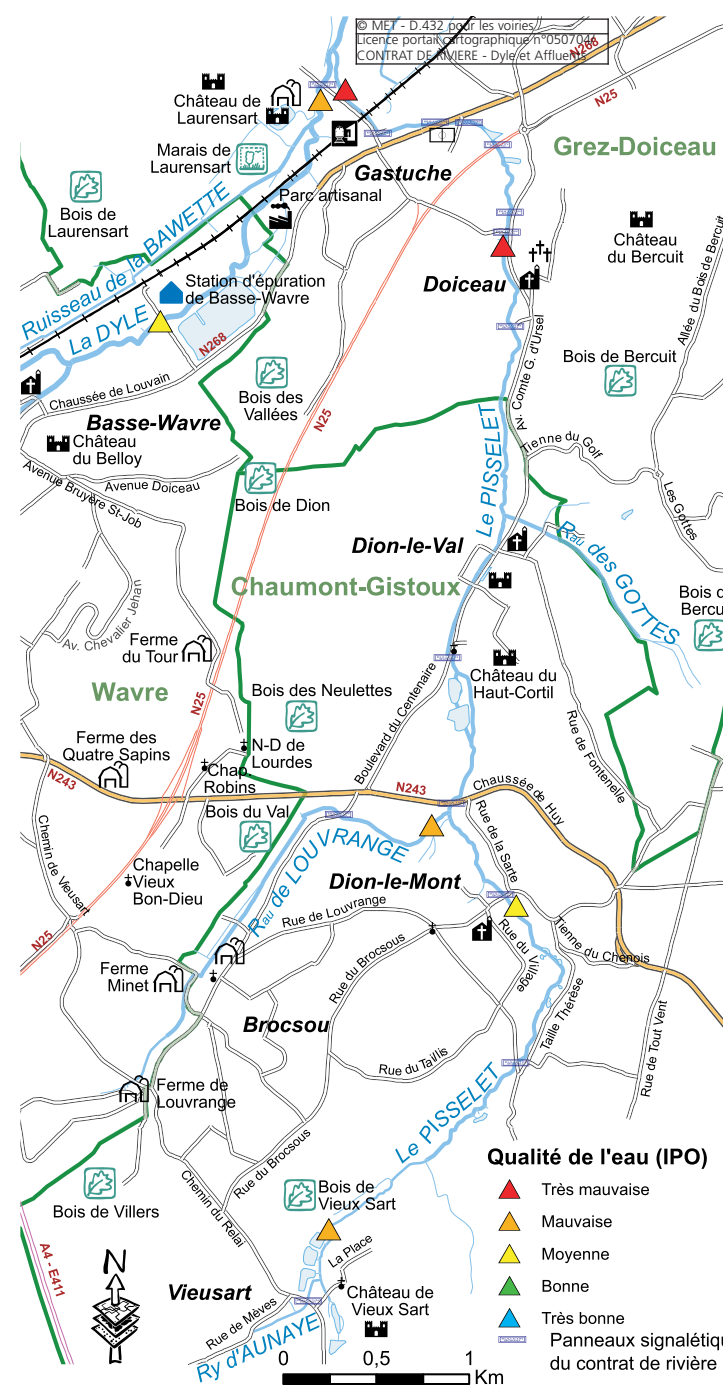 © MET - D.432 pour les voiries
Licence portail cartographique n°050704
CONTRAT DE RIVIERE - Dyle et Affluents
N268
N25
Château de
Laurensart
Grez-Doiceau
Marais de
Laurensart
Gastuche
Parc artisanal
Bois de
Laurensart
Château
du Bercuit
Ruisseau de la BAWETTE
Doiceau
Station d'épuration
de Basse-Wavre
La DYLE
N268
Av. Comte G. d'Ursel
Allée du Bois de Bercuit
Bois de Bercuit
Chaussée de Louvain
Bois des
Vallées
Basse-Wavre
N25
Château
du Belloy
Le PISSELET
Tienne du Golf
Avenue Bruyère St-Job
Avenue Doiceau
Bois de Dion
Les Gottes
Dion-le-Val
Rau des GOTTES
Chaumont-Gistoux
Bois d
Bercu
Av. Chevalier Jehan
Ferme
du Tour
Château du
Haut-Cortil
Wavre
N25
Bois des Neulettes
Boulevard du Centenaire
Rue de Fontenelle
Ferme des
Quatre Sapins
N-D de
Lourdes
Chap.
Robins
N243
N243
Chaussée de Huy
Bois du Val
Chemin de Vieusart
Rau de LOUVRANGE
Rue de la Sarte
Chapelle
Vieux
Bon-Dieu
Dion-le-Mont
Rue de Louvrange
N25
Rue du Brocsous
Rue du Village
Tienne du Chenois
Ferme
Minet
Taille Thérèse
Brocsou
Rue de Tout Vent
Rue du Taillis
Ferme de
Louvrange
Le PISSELET
Rue du Brocsous
Qualité de l'eau (IPO)
Très mauvaise
Mauvaise
Moyenne
Bonne
Très bonne
Panneaux signalétiqu
du contrat de rivière
Bois de
Vieux Sart
Bois de Villers
Chemin du Relai
A4 - E411
N
La Place
Vieusart
Château de
Vieux Sart
Rue de Mèves
Ry d'AUNAYE
0
0,5
1
Km